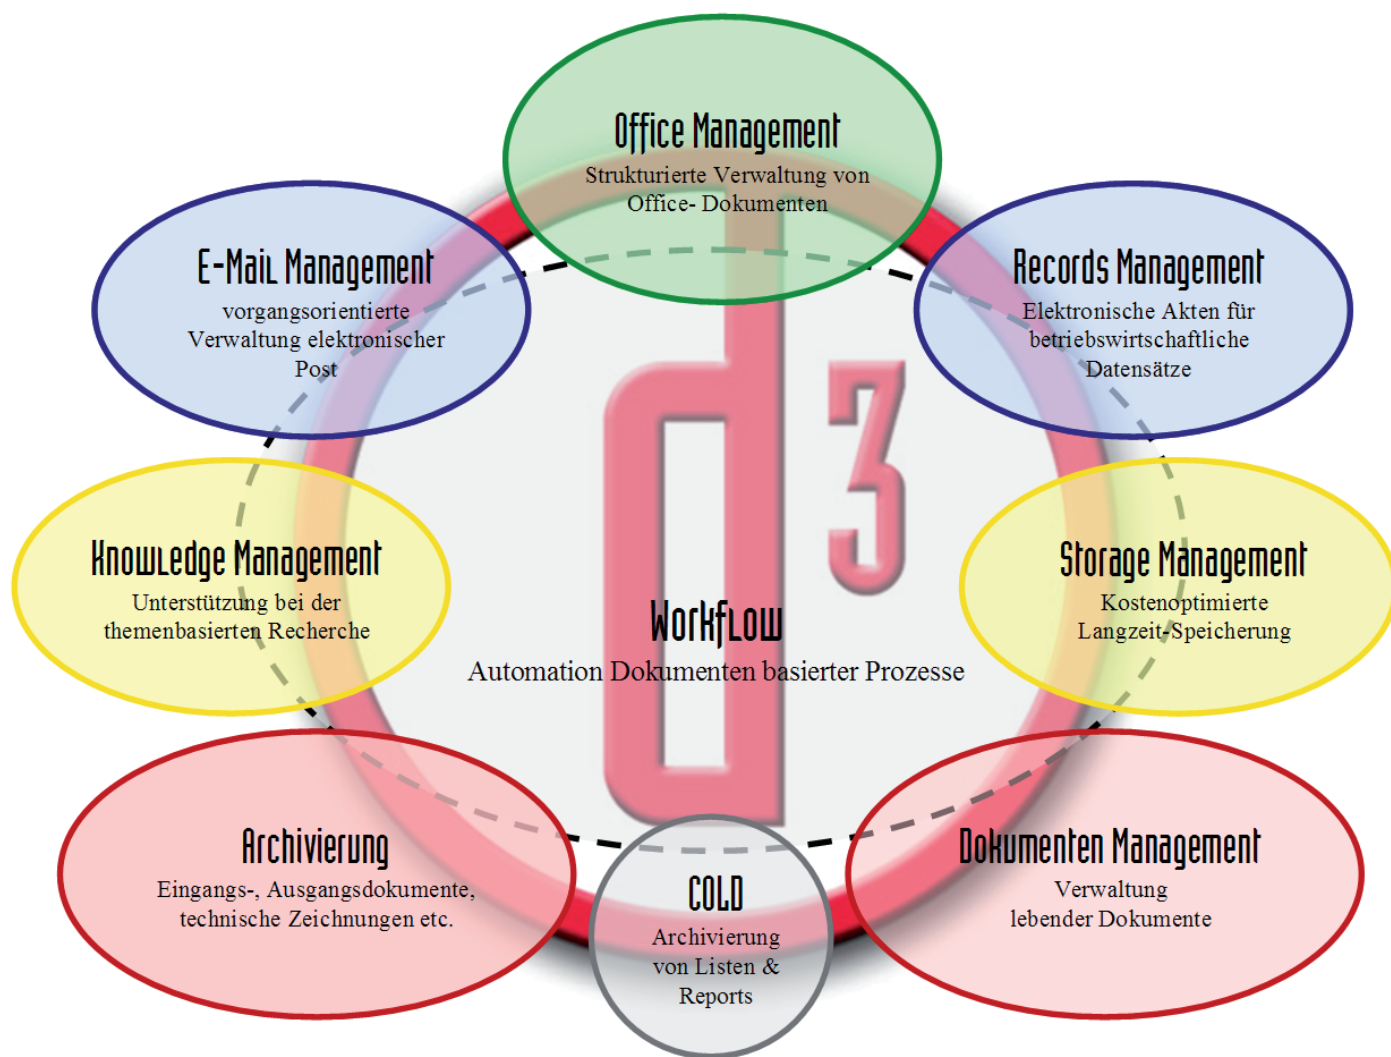 Office Management
Strukturierte Verwaltung von
Office- Dokumenten
E-Mail Management
vorgangsorientierte
Verwaltung elektronischer
Post
Records Management
Elektronische Akten für
betriebswirtschaftliche
Datensätze
d3
Knowledge Management
Unterstützung bei der
themenbasierten Recherche
Storage Management
Kostenoptimierte
Langzeit-Speicherung
Workflow
Automation Dokumenten basierter Prozesse
Archivierung
Eingangs-, Ausgangsdokumente,
technische Zeichnungen etc.
COLD
Archivierung
von Listen &
Reports
Dokumenten Management
Verwaltung
lebender Dokumente